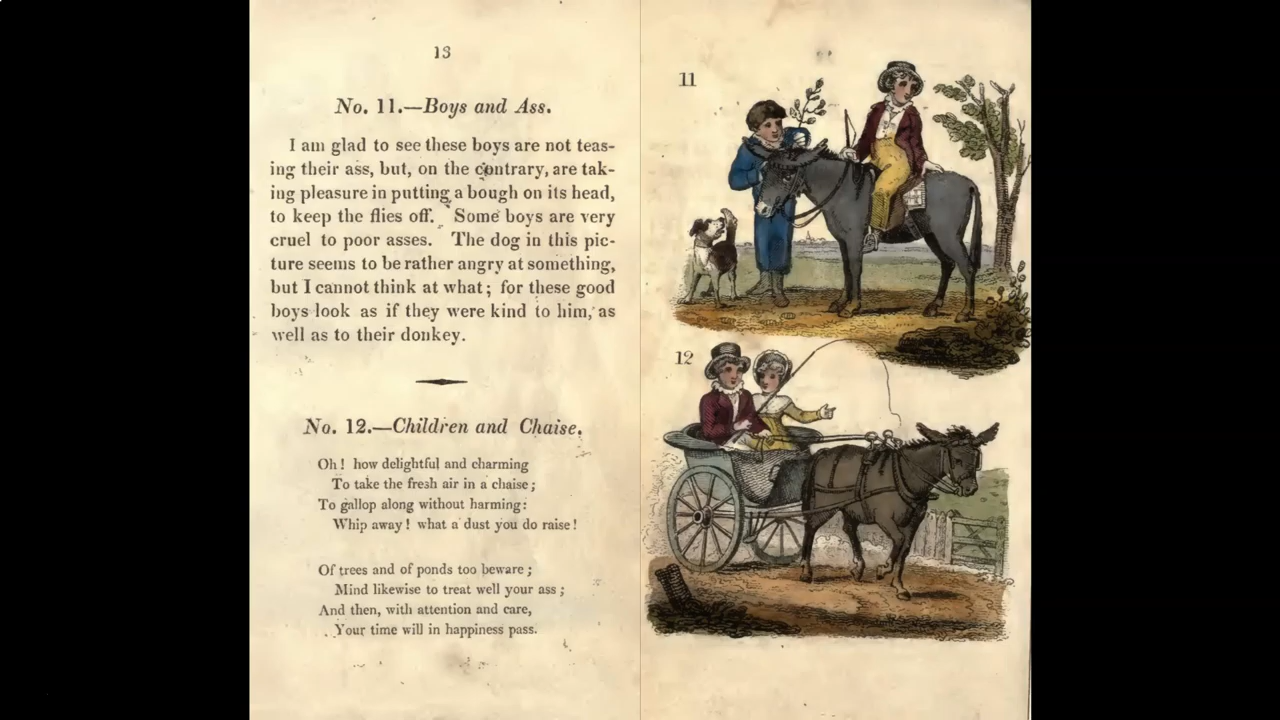 13
No. 11.—Boys and Ass.
I am glad to see these boys are not teas-
ing their ass, but, on the contrary, are tak-
ing pleasure in putting a bough on its head,
to keep the flies off. Some boys are very
cruel to poor asses. The dog in this pic-
ture seems to be rather angry at something,
but I cannot think at what; for these good
boys look as if they were kind to him, as
well as to their donkey.
No. 12.—Children and Chaise.
Oh! how delightful and charming
To take the fresh air in a chaise;
To gallop along without harming:
Whip away! what a dust you do raise!
Of trees and of ponds too beware;
Mind likewise to treat well your ass;
And then, with attention and care,
Your time will in happiness pass.
11
12